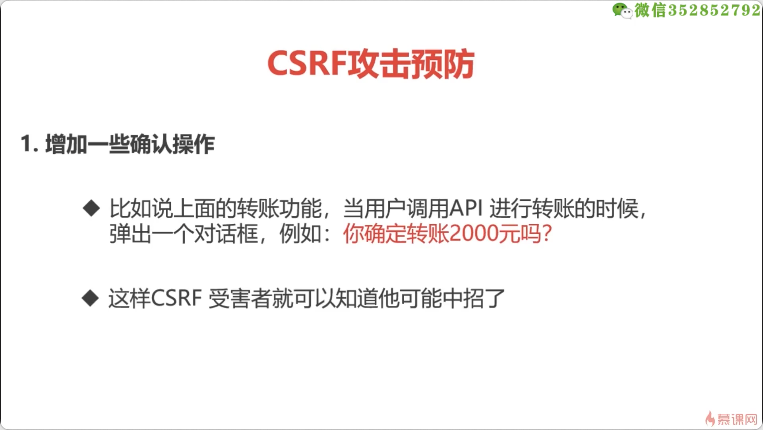 微信352852792
CSRF攻击预防
1. 增加一些确认操作
◆ 比如说上面的转账功能，当用户调用API 进行转账的时候，
弹出一个对话框，例如：你确定转账2000元吗？
◆ 这样CSRF 受害者就可以知道他可能中招了
慕课网